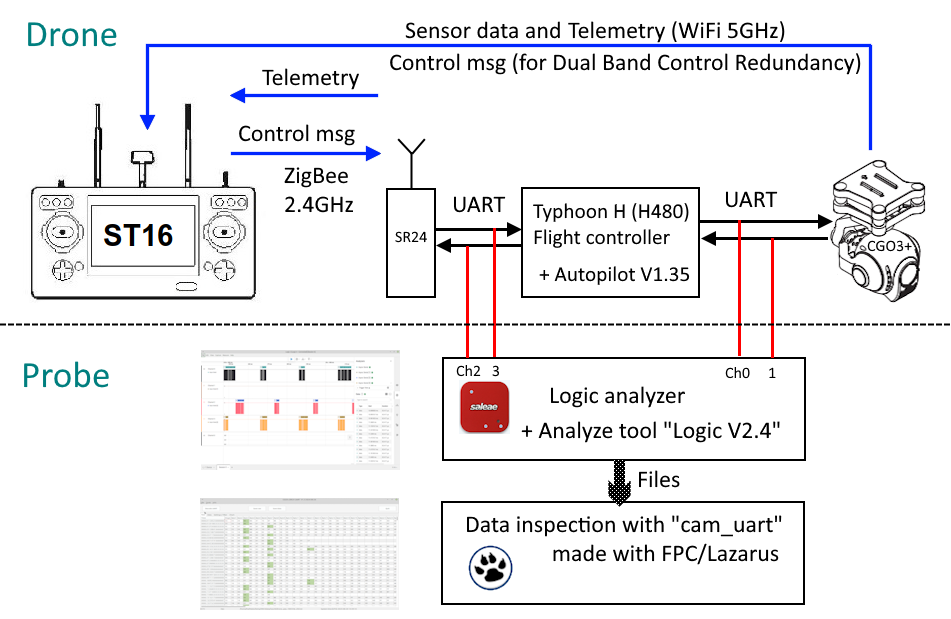 Drone
Sensor data and Telemetry (WiFi 5GHz)
Control msg (for Dual Band Control Redundancy)
Telemetry
Control msg
ZigBee
2.4GHz
ST16
SR24
UART
Typhoon H (H480)
Flight controller
+ Autopilot V1.35
UART
CGO3+
Probe
Ch2 3
Ch0 1
saleae
Logic analyzer
+ Analyze tool "Logic V2.4"
Files
Data inspection with "cam_uart"
made with FPC/Lazarus